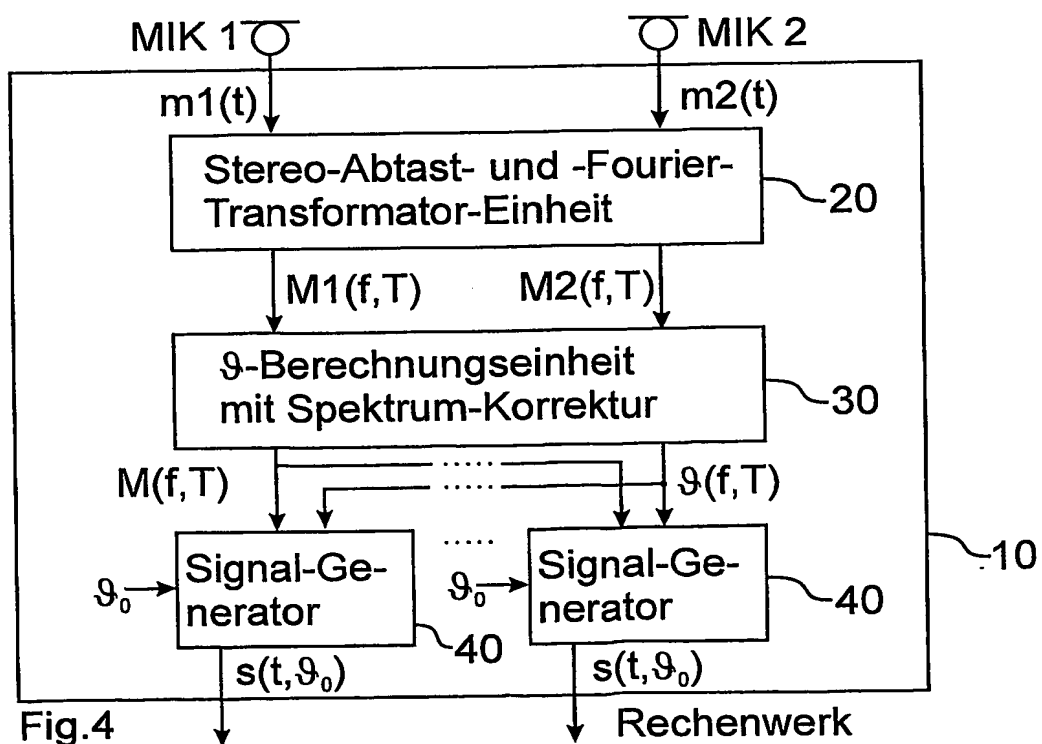 MIK 1
MIK 2
m1(t)
m2(t)
Stereo-Abtast- und -Fourier-
Transformator-Einheit
20
M1(f,T)
M2(f,T)
ϑ-Berechnungseinheit
mit Spektrum-Korrektur
30
M(f,T)
.....
.....
ϑ(f,T)
ϑ₀
Signal-Ge-
nerator
40
.....
ϑ₀
Signal-Ge-
nerator
40
10
s(t,ϑ₀)
s(t,ϑ₀)
Fig.4
Rechenwerk